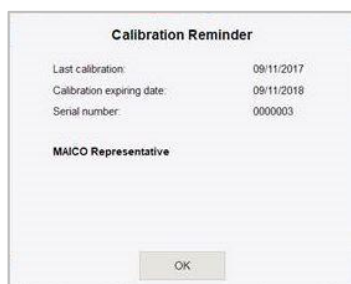 Calibration Reminder
Last calibration: 09/11/2017
Calibration expiring date: 09/11/2018
Serial number: 0000003
MAICO Representative
OK